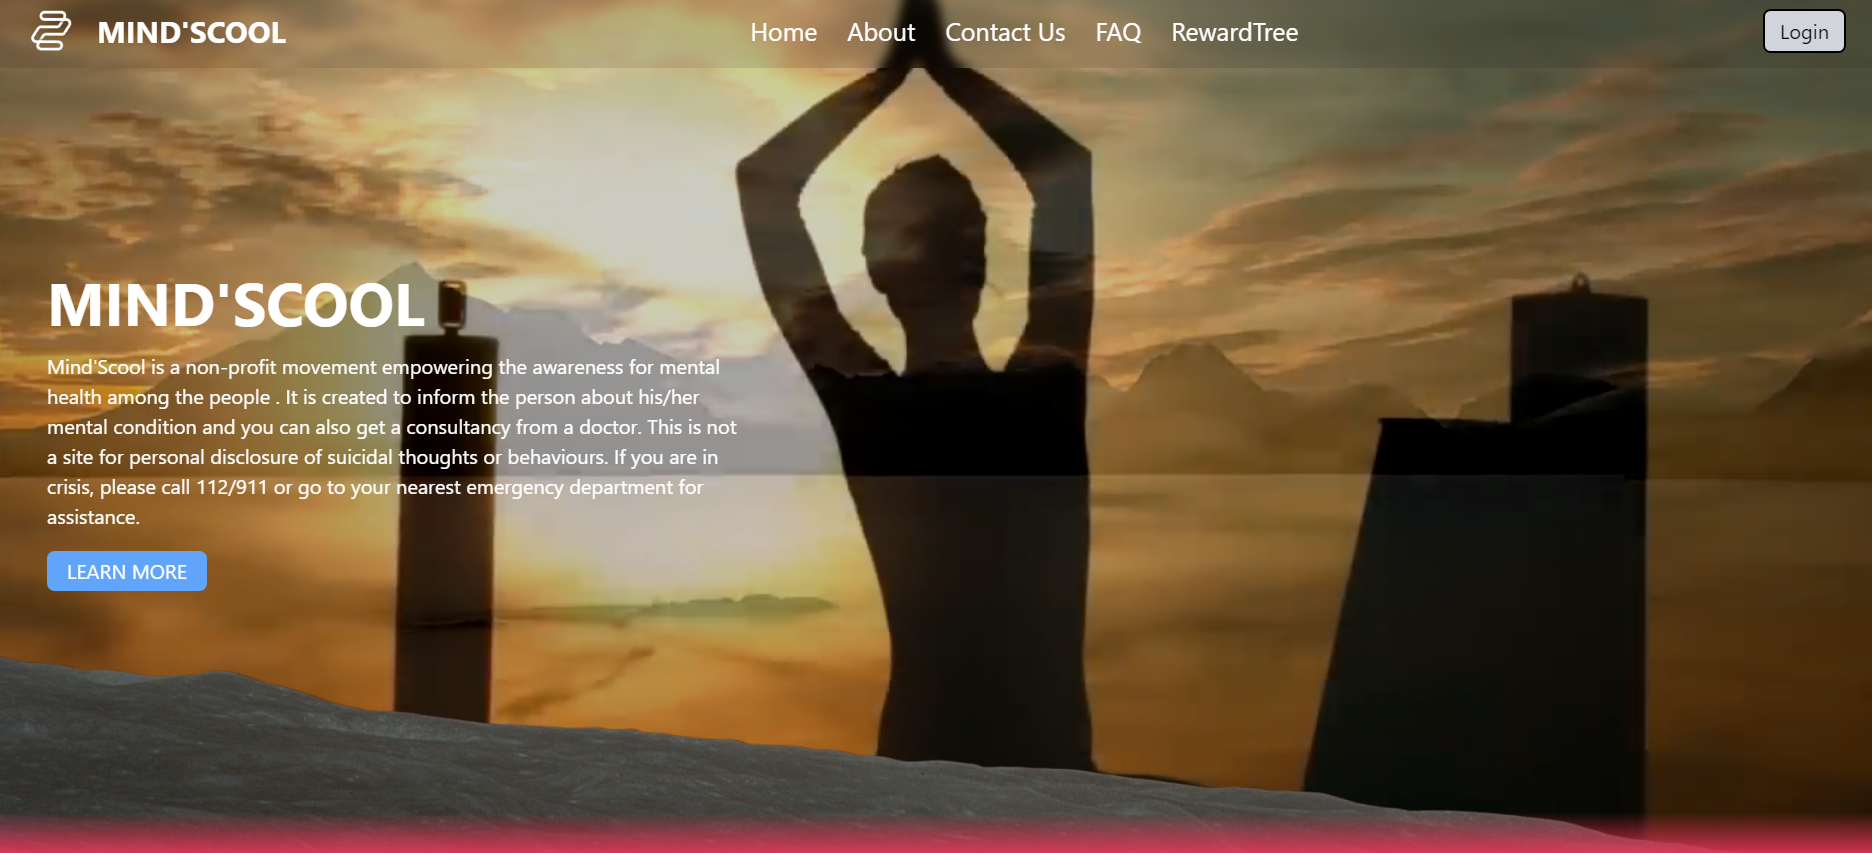 MIND'SCOOL
Home
About
Contact Us
FAQ
RewardTree
Login
MIND'SCOOL
Mind'Scool is a non-profit movement empowering the awareness for mental
health among the people . It is created to inform the person about his/her
mental condition and you can also get a consultancy from a doctor. This is not
a site for personal disclosure of suicidal thoughts or behaviours. If you are in
crisis, please call 112/911 or go to your nearest emergency department for
assistance.
LEARN MORE